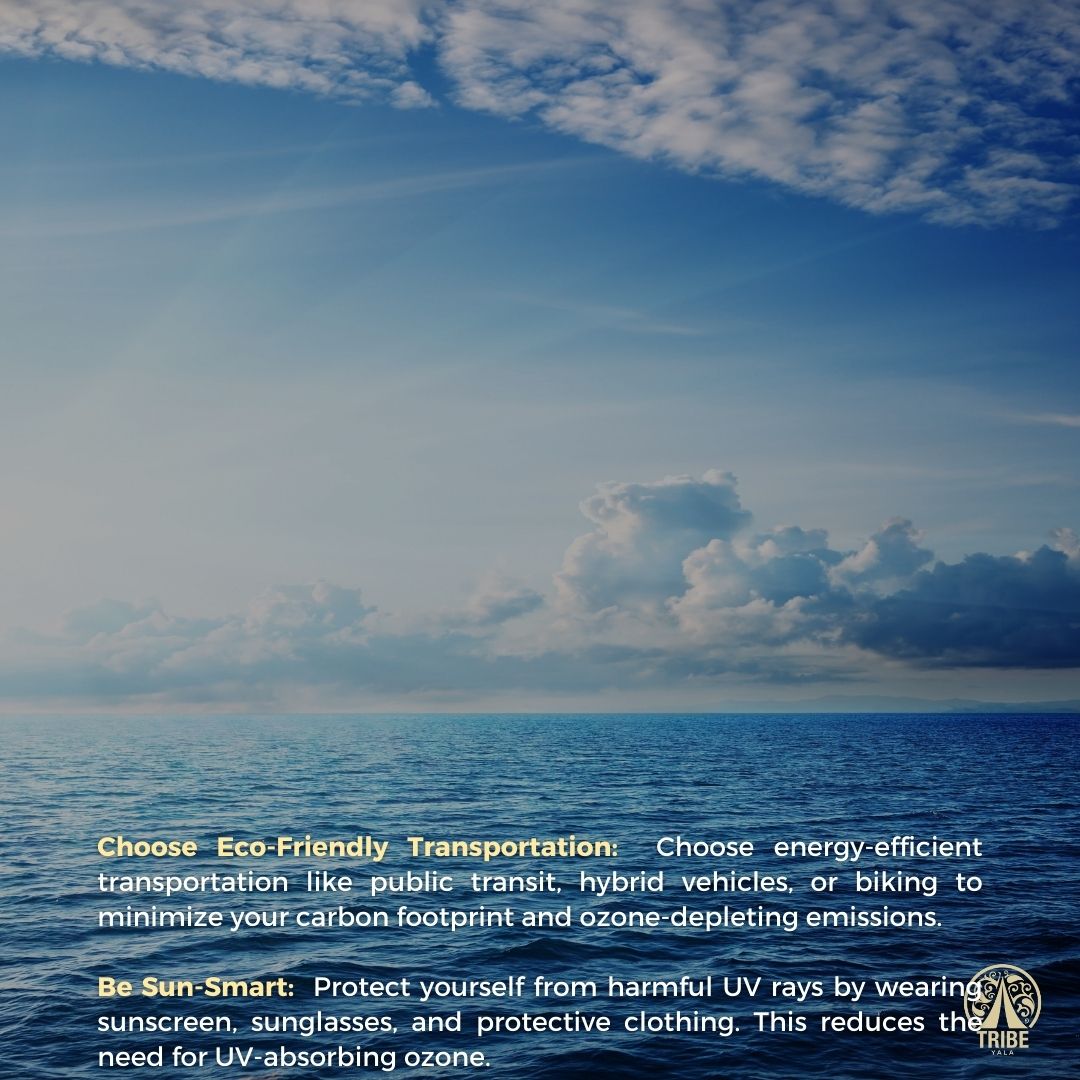 Choose Eco-Friendly Transportation: Choose energy-efficient
transportation like public transit, hybrid vehicles, or biking to
minimize your carbon footprint and ozone-depleting emissions.
Be Sun-Smart: Protect yourself from harmful UV rays by wearing
sunscreen, sunglasses, and protective clothing. This reduces the
need for UV-absorbing ozone.
TRIBE
YALA